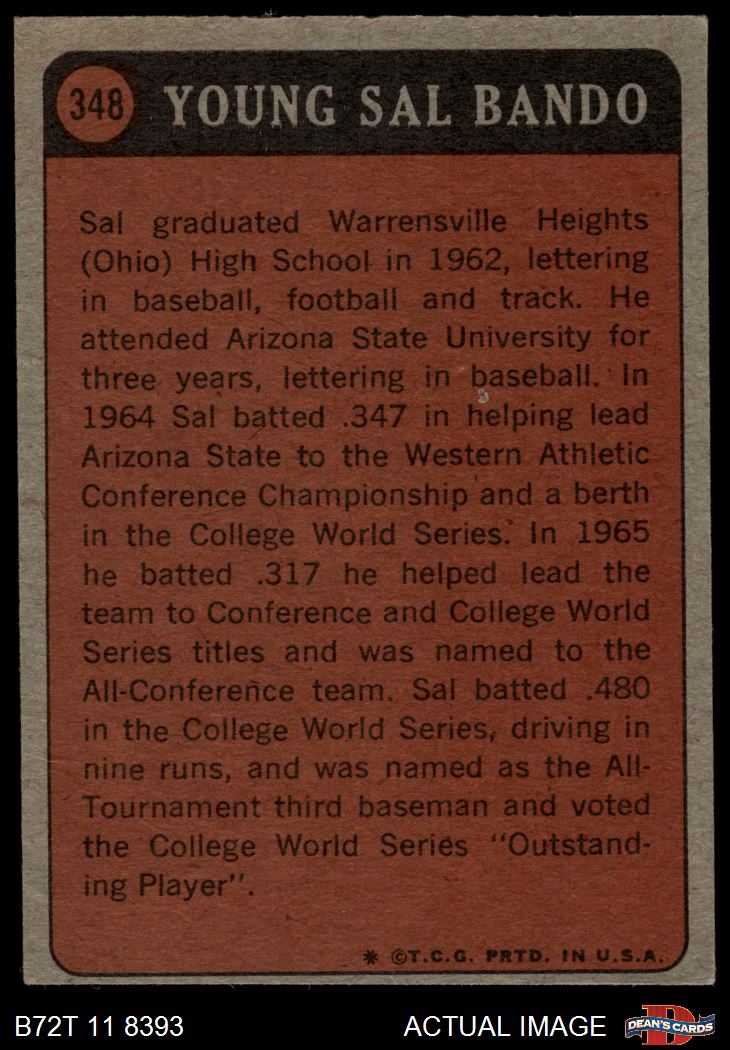 348 YOUNG SAL BANDO
Sal graduated Warrensville Heights
(Ohio) High School in 1962, lettering
in baseball, football and track. He
attended Arizona State University for
three years, lettering in baseball. In
1964 Sal batted .347 in helping lead
Arizona State to the Western Athletic
Conference Championship and a berth
in the College World Series. In 1965
he batted .317 he helped lead the
team to Conference and College World
Series titles and was named to the
All-Conference team. Sal batted .480
in the College World Series, driving in
nine runs, and was named as the All-
Tournament third baseman and voted
the College World Series "Outstand-
ing Player".
* ©T.C.G. PRTD. IN U.S.A.
B72T 11 8393 ACTUAL IMAGE DEAN'S CARDS